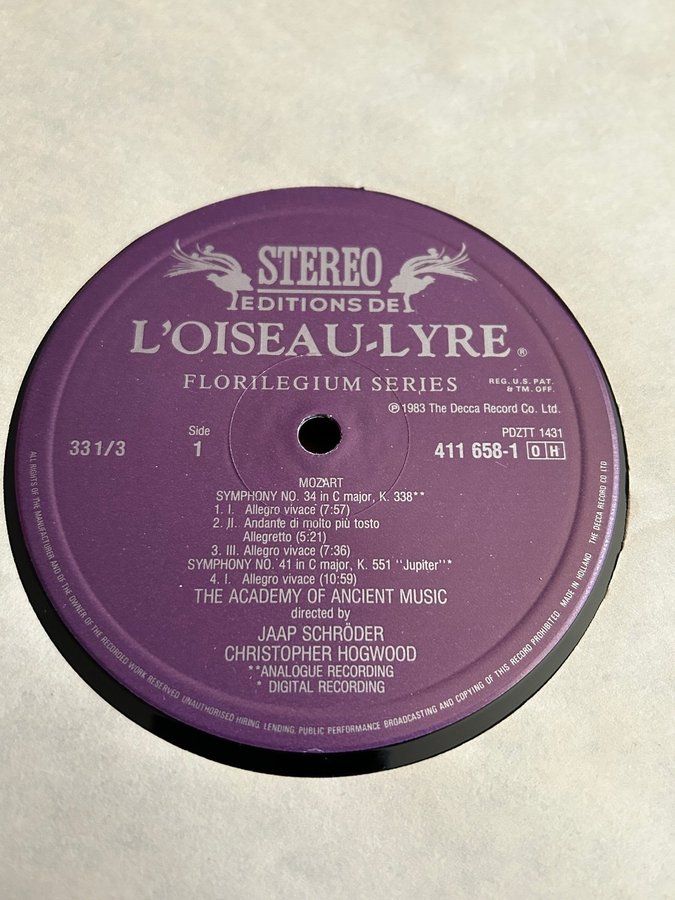 STEREO
EDITIONS DE
L'OISEAU-LYRE ®
FLORILEGIUM SERIES
REG. U.S. PAT.
& TM. OFF.
℗ 1983 The Decca Record Co. Ltd.
PDZTT 1431
33 1/3
Side
1
411 658-1 OH
MOZART
SYMPHONY NO. 34 in C major, K. 338**
1. I. Allegro vivace (7:57)
2. II. Andante di molto più tosto
Allegretto (5:21)
3. III. Allegro vivace (7:36)
SYMPHONY NO. 41 in C major, K. 551 "Jupiter"*
4. I. Allegro vivace (10:59)
THE ACADEMY OF ANCIENT MUSIC
directed by
JAAP SCHRÖDER
CHRISTOPHER HOGWOOD
**ANALOGUE RECORDING
* DIGITAL RECORDING
ALL RIGHTS OF THE MANUFACTURER AND OF THE OWNER OF THE RECORDED WORK RESERVED UNAUTHORISED HIRING, LENDING, PUBLIC PERFORMANCE BROADCASTING AND COPYING OF THIS RECORD PROHIBITED MADE IN HOLLAND THE DECCA RECORD CO LTD